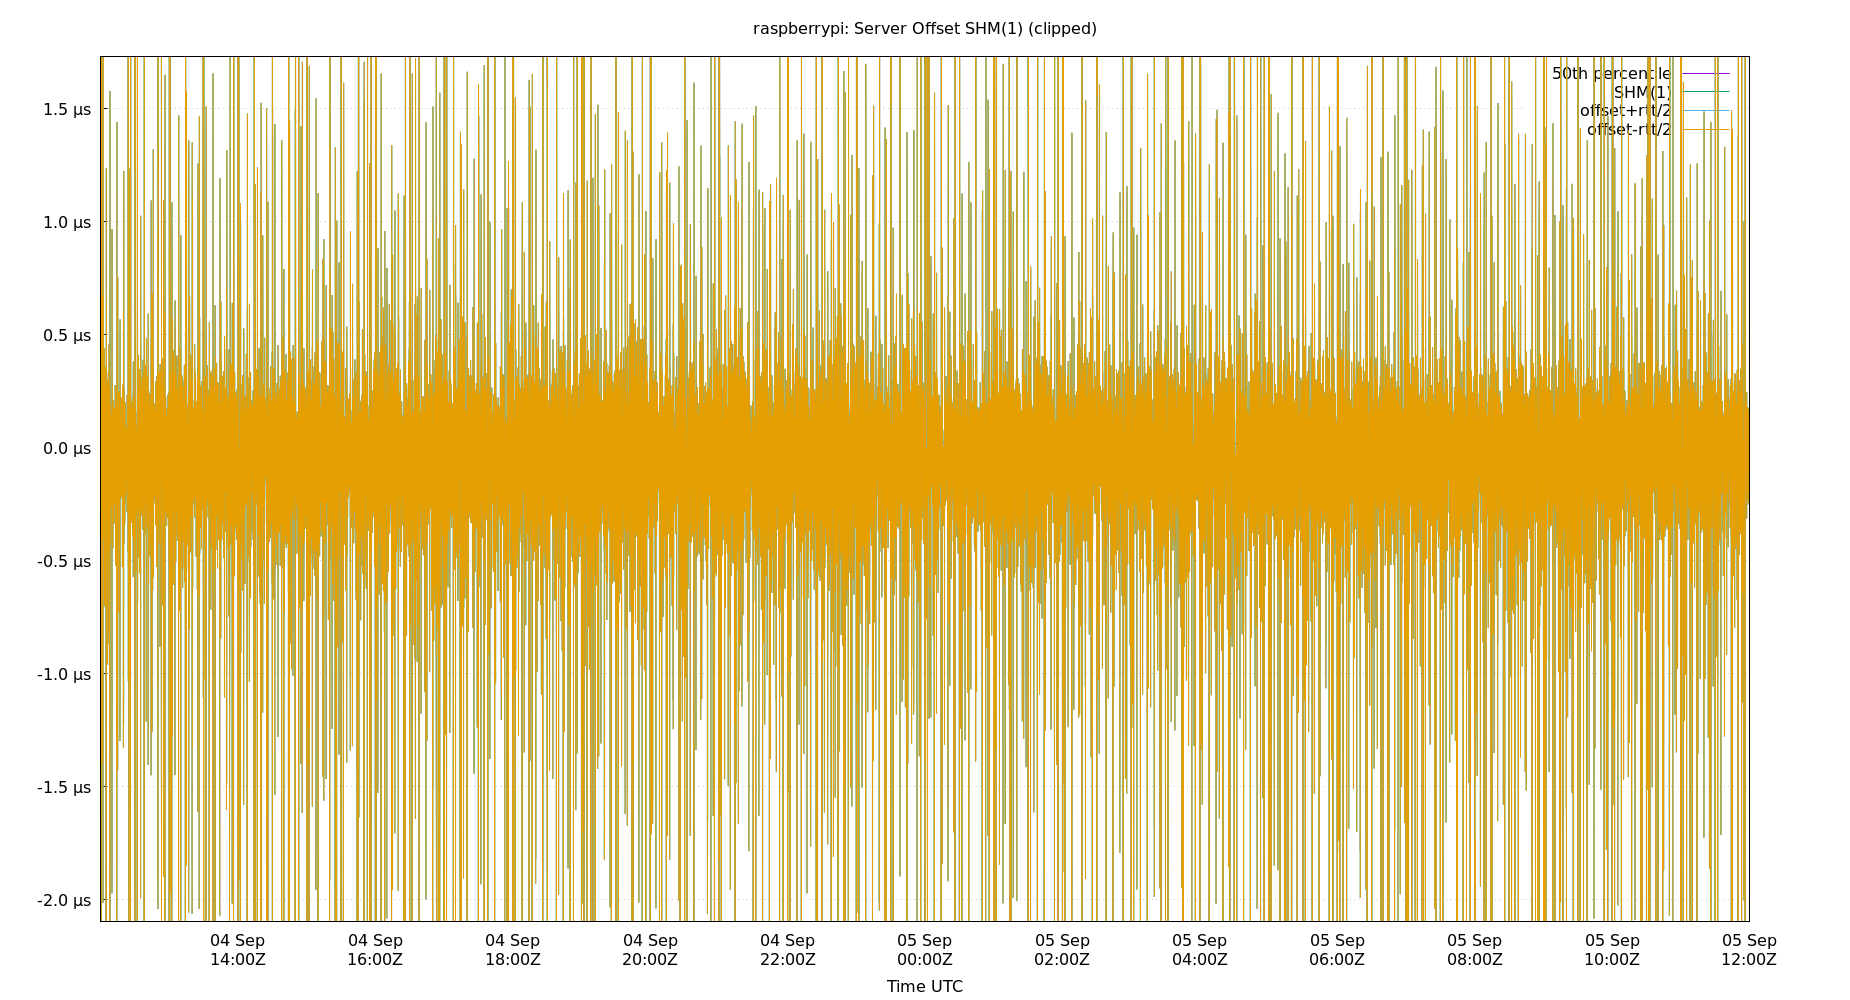 raspberrypi: Server Offset SHM(1) (clipped)
50th percentile
SHM(1)
offset+rtt/2
offset-rtt/2
1.5 µs
1.0 µs
0.5 µs
0.0 µs
-0.5 µs
-1.0 µs
-1.5 µs
-2.0 µs
04 Sep 04 Sep 04 Sep 04 Sep 04 Sep 05 Sep 05 Sep 05 Sep 05 Sep 05 Sep 05 Sep 05 Sep
14:00Z 16:00Z 18:00Z 20:00Z 22:00Z 00:00Z 02:00Z 04:00Z 06:00Z 08:00Z 10:00Z 12:00Z
Time UTC